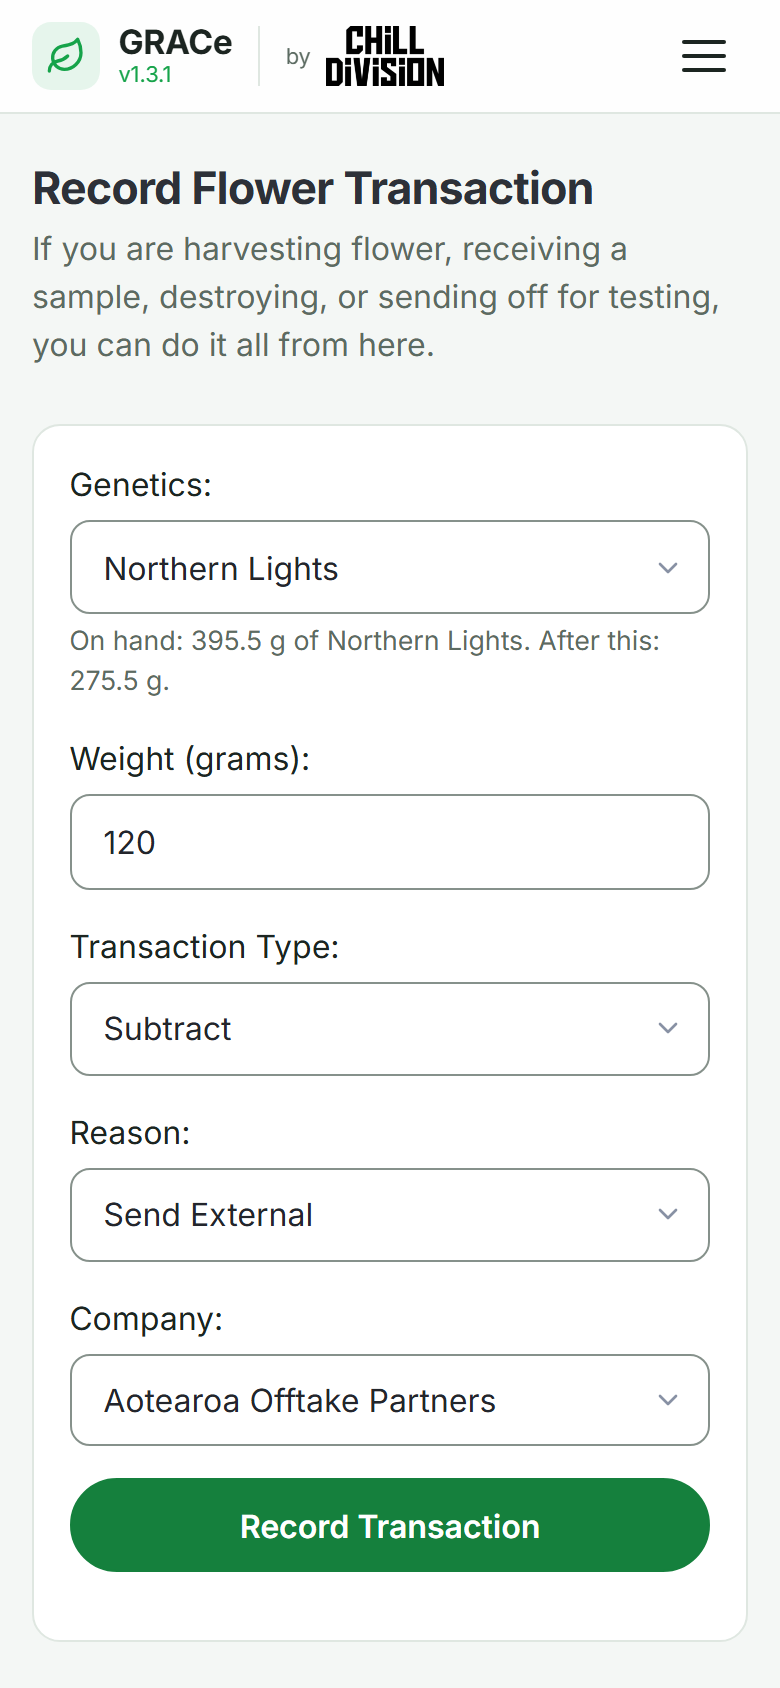 GRACe
v1.3.1
by
CHiLL
DiViSiON
Record Flower Transaction
If you are harvesting flower, receiving a
sample, destroying, or sending off for testing,
you can do it all from here.
Genetics:
Northern Lights
On hand: 395.5 g of Northern Lights. After this:
275.5 g.
Weight (grams):
120
Transaction Type:
Subtract
Reason:
Send External
Company:
Aotearoa Offtake Partners
Record Transaction